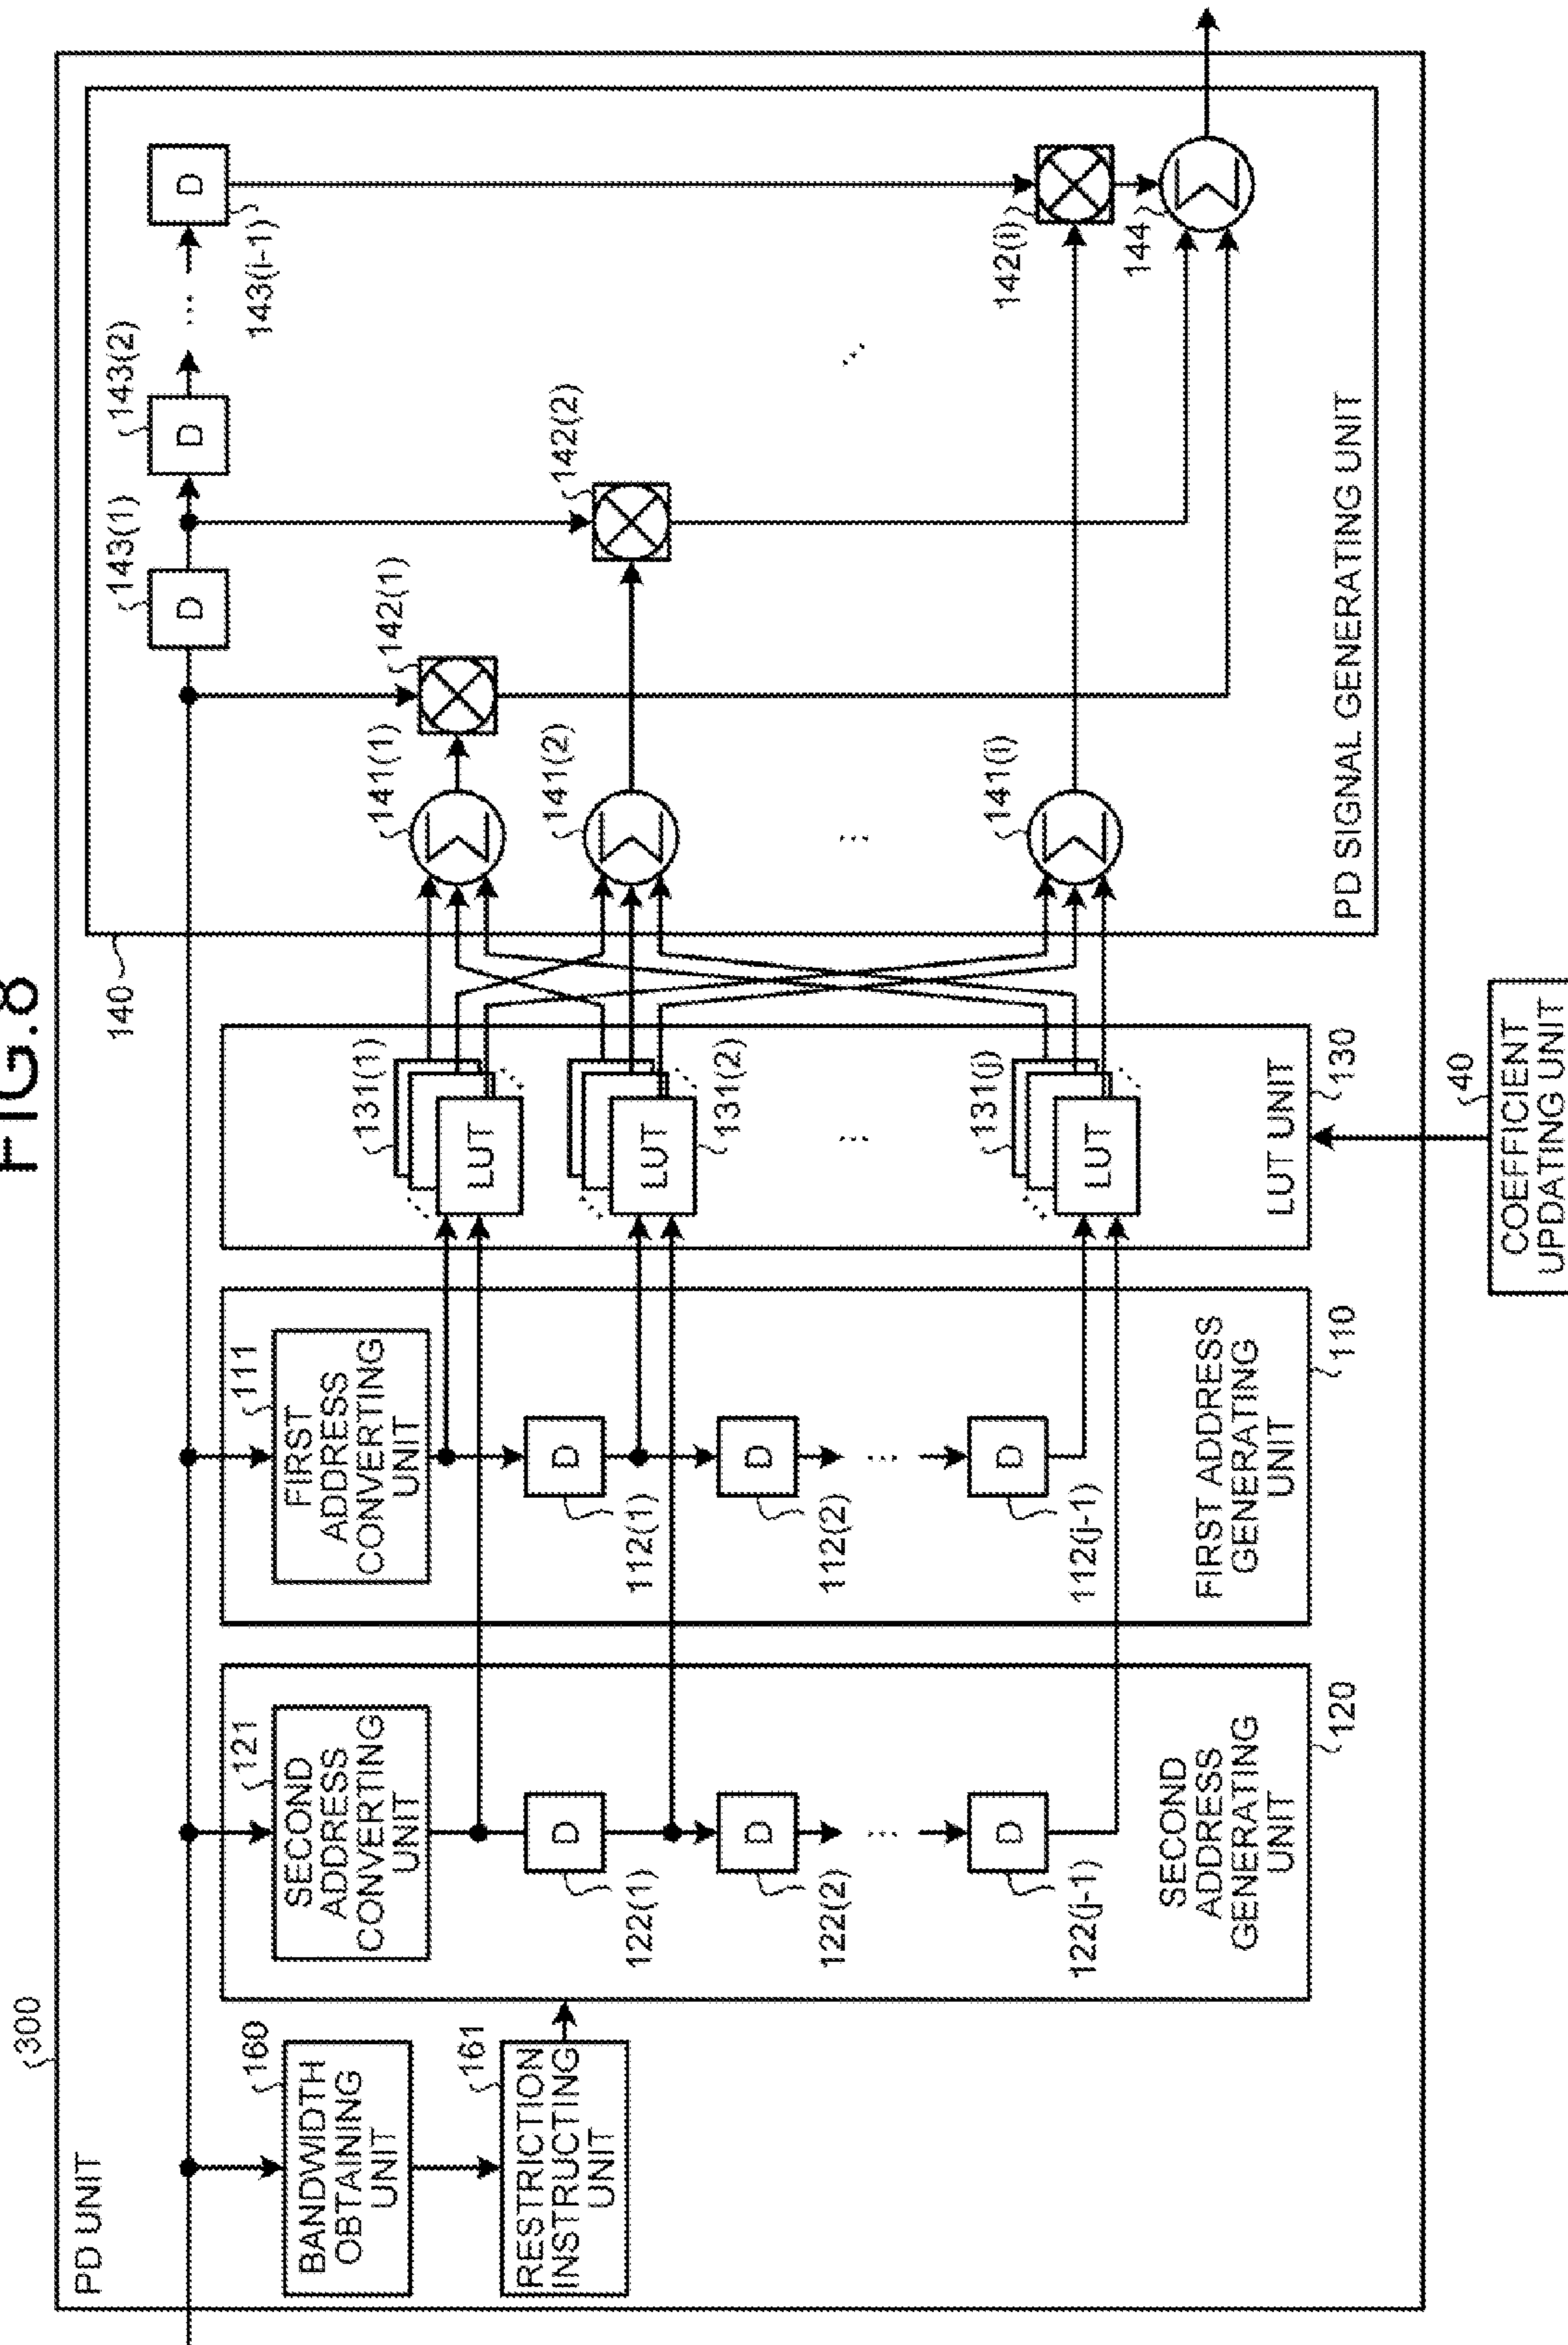 FIG.8
300
PD UNIT
160
BANDWIDTH
OBTAINING
UNIT
161
RESTRICTION
INSTRUCTING
UNIT
121
SECOND
ADDRESS
CONVERTING
UNIT
D
122(1)
D
122(2)
...
D
122(j-1)
SECOND
ADDRESS
GENERATING
UNIT
120
111
FIRST
ADDRESS
CONVERTING
UNIT
D
112(1)
D
112(2)
...
D
112(j-1)
FIRST ADDRESS
GENERATING
UNIT
110
131(1)
LUT
LUT
131(2)
...
131(j)
LUT
LUT UNIT
130
40
COEFFICIENT
UPDATING UNIT
140
141(1)
Σ
141(2)
Σ
...
141(i)
Σ
142(1)
142(2)
...
142(i)
143(1)
D
143(2)
D
...
D
143(i-1)
144
Σ
PD SIGNAL GENERATING UNIT